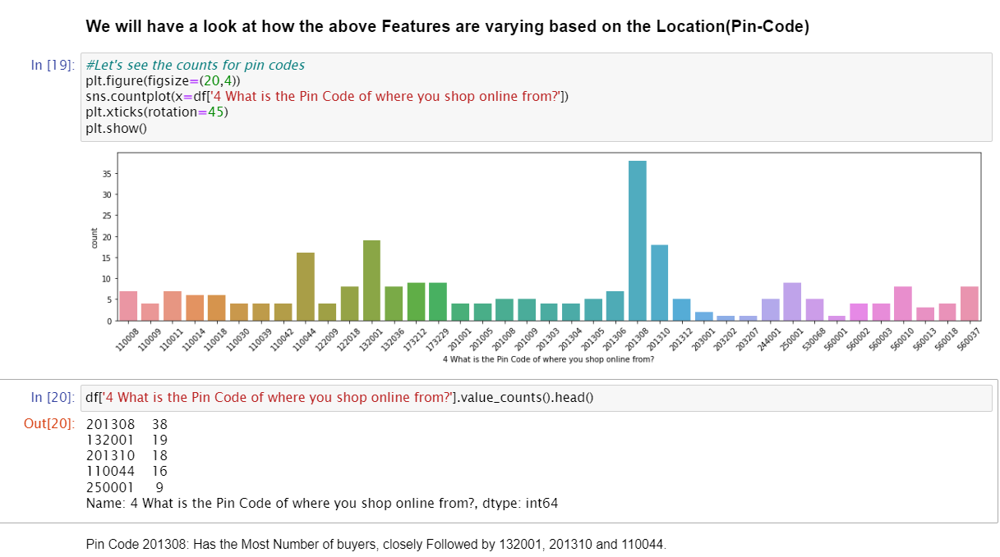 We will have a look at how the above Features are varying based on the Location(Pin-Code)
In [19]:
#Let's see the counts for pin codes
plt.figure(figsize=(20,4))
sns.countplot(x=df['4 What is the Pin Code of where you shop online from?'])
plt.xticks(rotation=45)
plt.show()
35
30
25
20
15
10
5
0
count
110008 110009 110011 110014 110018 110030 110039 110042 110044 122009 122018 132001 132036 173212 173229 201001 201005 201008 201009 201303 201304 201305 201306 201308 201310 201312 203001 203202 203207 244001 250001 530068 560001 560002 560003 560010 560013 560018 560037
4 What is the Pin Code of where you shop online from?
In [20]: df['4 What is the Pin Code of where you shop online from?'].value_counts().head()
Out[20]: 201308 38
132001 19
201310 18
110044 16
250001 9
Name: 4 What is the Pin Code of where you shop online from?, dtype: int64
Pin Code 201308: Has the Most Number of buyers, closely Followed by 132001, 201310 and 110044.